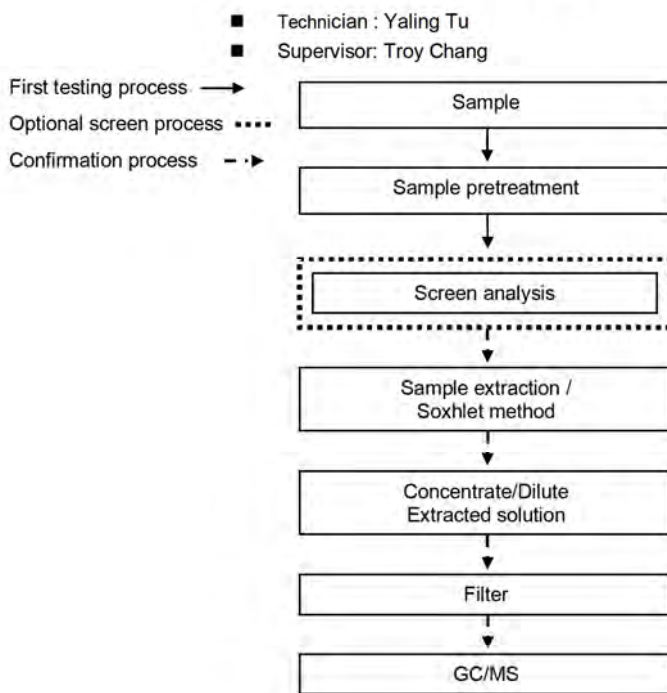 Technician : Yaling Tu
Supervisor: Troy Chang
First testing process
Optional screen process
Confirmation process
Sample
Sample pretreatment
Screen analysis
Sample extraction /
Soxhlet method
Concentrate/Dilute
Extracted solution
Filter
GC/MS